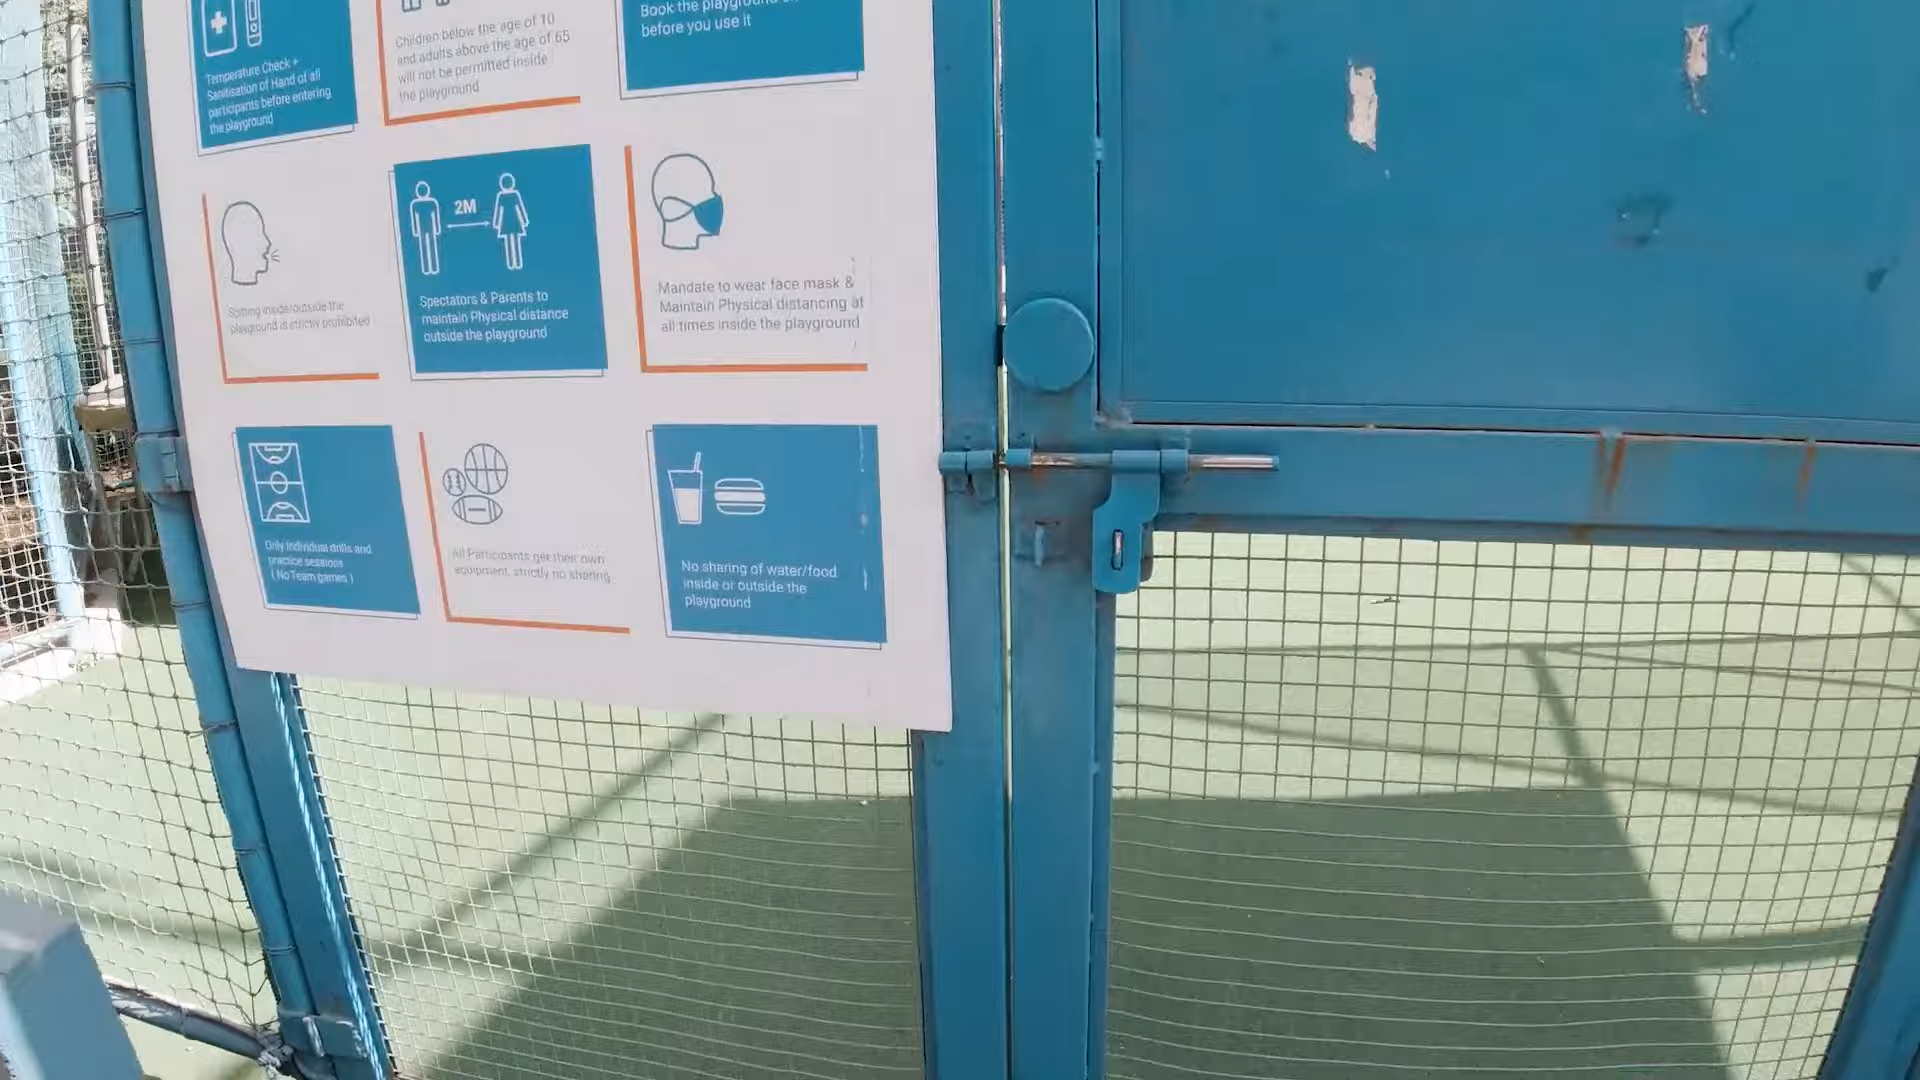 Temperature Check +
Sanitisation of Hand of all
participants before entering
the playground
Children below the age of 10
and adults above the age of 65
will not be permitted inside
the playground
Book the playground
before you use it
Spitting inside/outside the
playground is strictly prohibited
2M
Spectators & Parents to
maintain Physical distance
outside the playground
Mandate to wear face mask &
Maintain Physical distancing at
all times inside the playground
Only Individual drills and
practice sessions
( No Team games )
All Participants get their own
equipment, strictly no sharing
No sharing of water/food
inside or outside the
playground